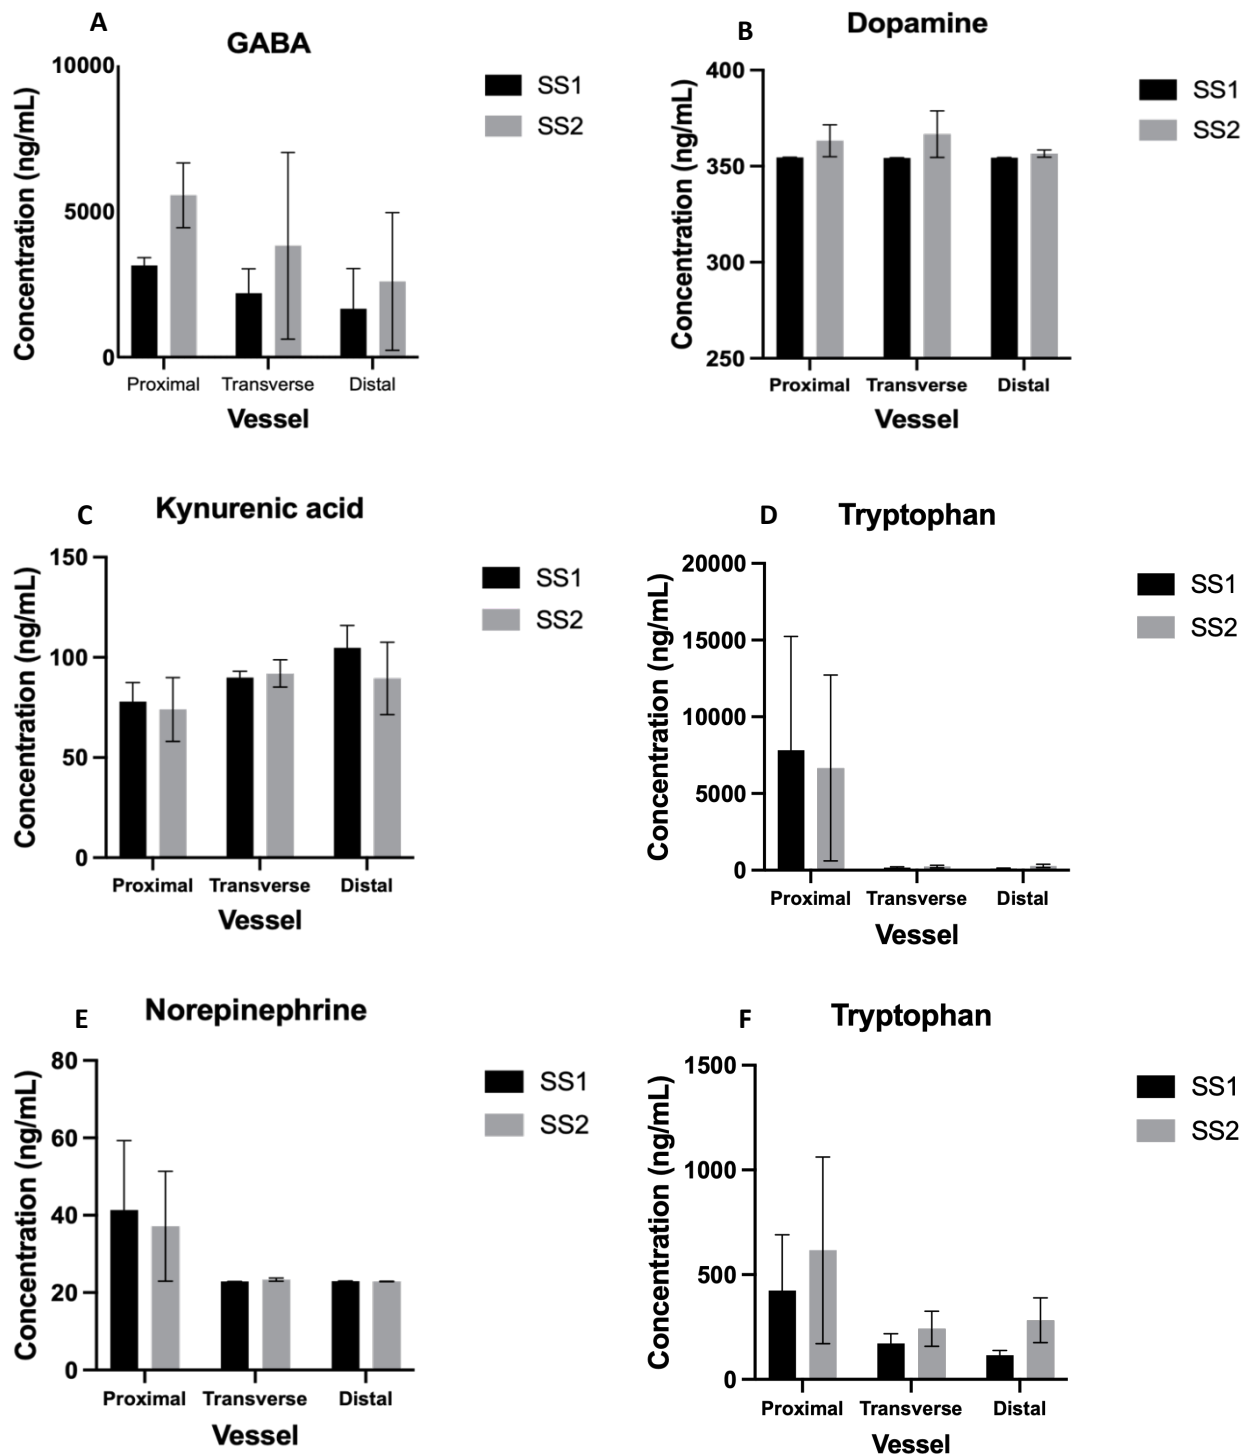 A
GABA
Concentration (ng/mL)
10000
5000
0
Proximal
Transverse
Distal
Vessel
SS1
SS2
B
Dopamine
Concentration (ng/mL)
400
350
300
250
Proximal
Transverse
Distal
Vessel
SS1
SS2
C
Kynurenic acid
Concentration (ng/mL)
150
100
50
0
Proximal
Transverse
Distal
Vessel
SS1
SS2
D
Tryptophan
Concentration (ng/mL)
20000
15000
10000
5000
0
Proximal
Transverse
Distal
Vessel
SS1
SS2
E
Norepinephrine
Concentration (ng/mL)
80
60
40
20
0
Proximal
Transverse
Distal
Vessel
SS1
SS2
F
Tryptophan
Concentration (ng/mL)
1500
1000
500
0
Proximal
Transverse
Distal
Vessel
SS1
SS2